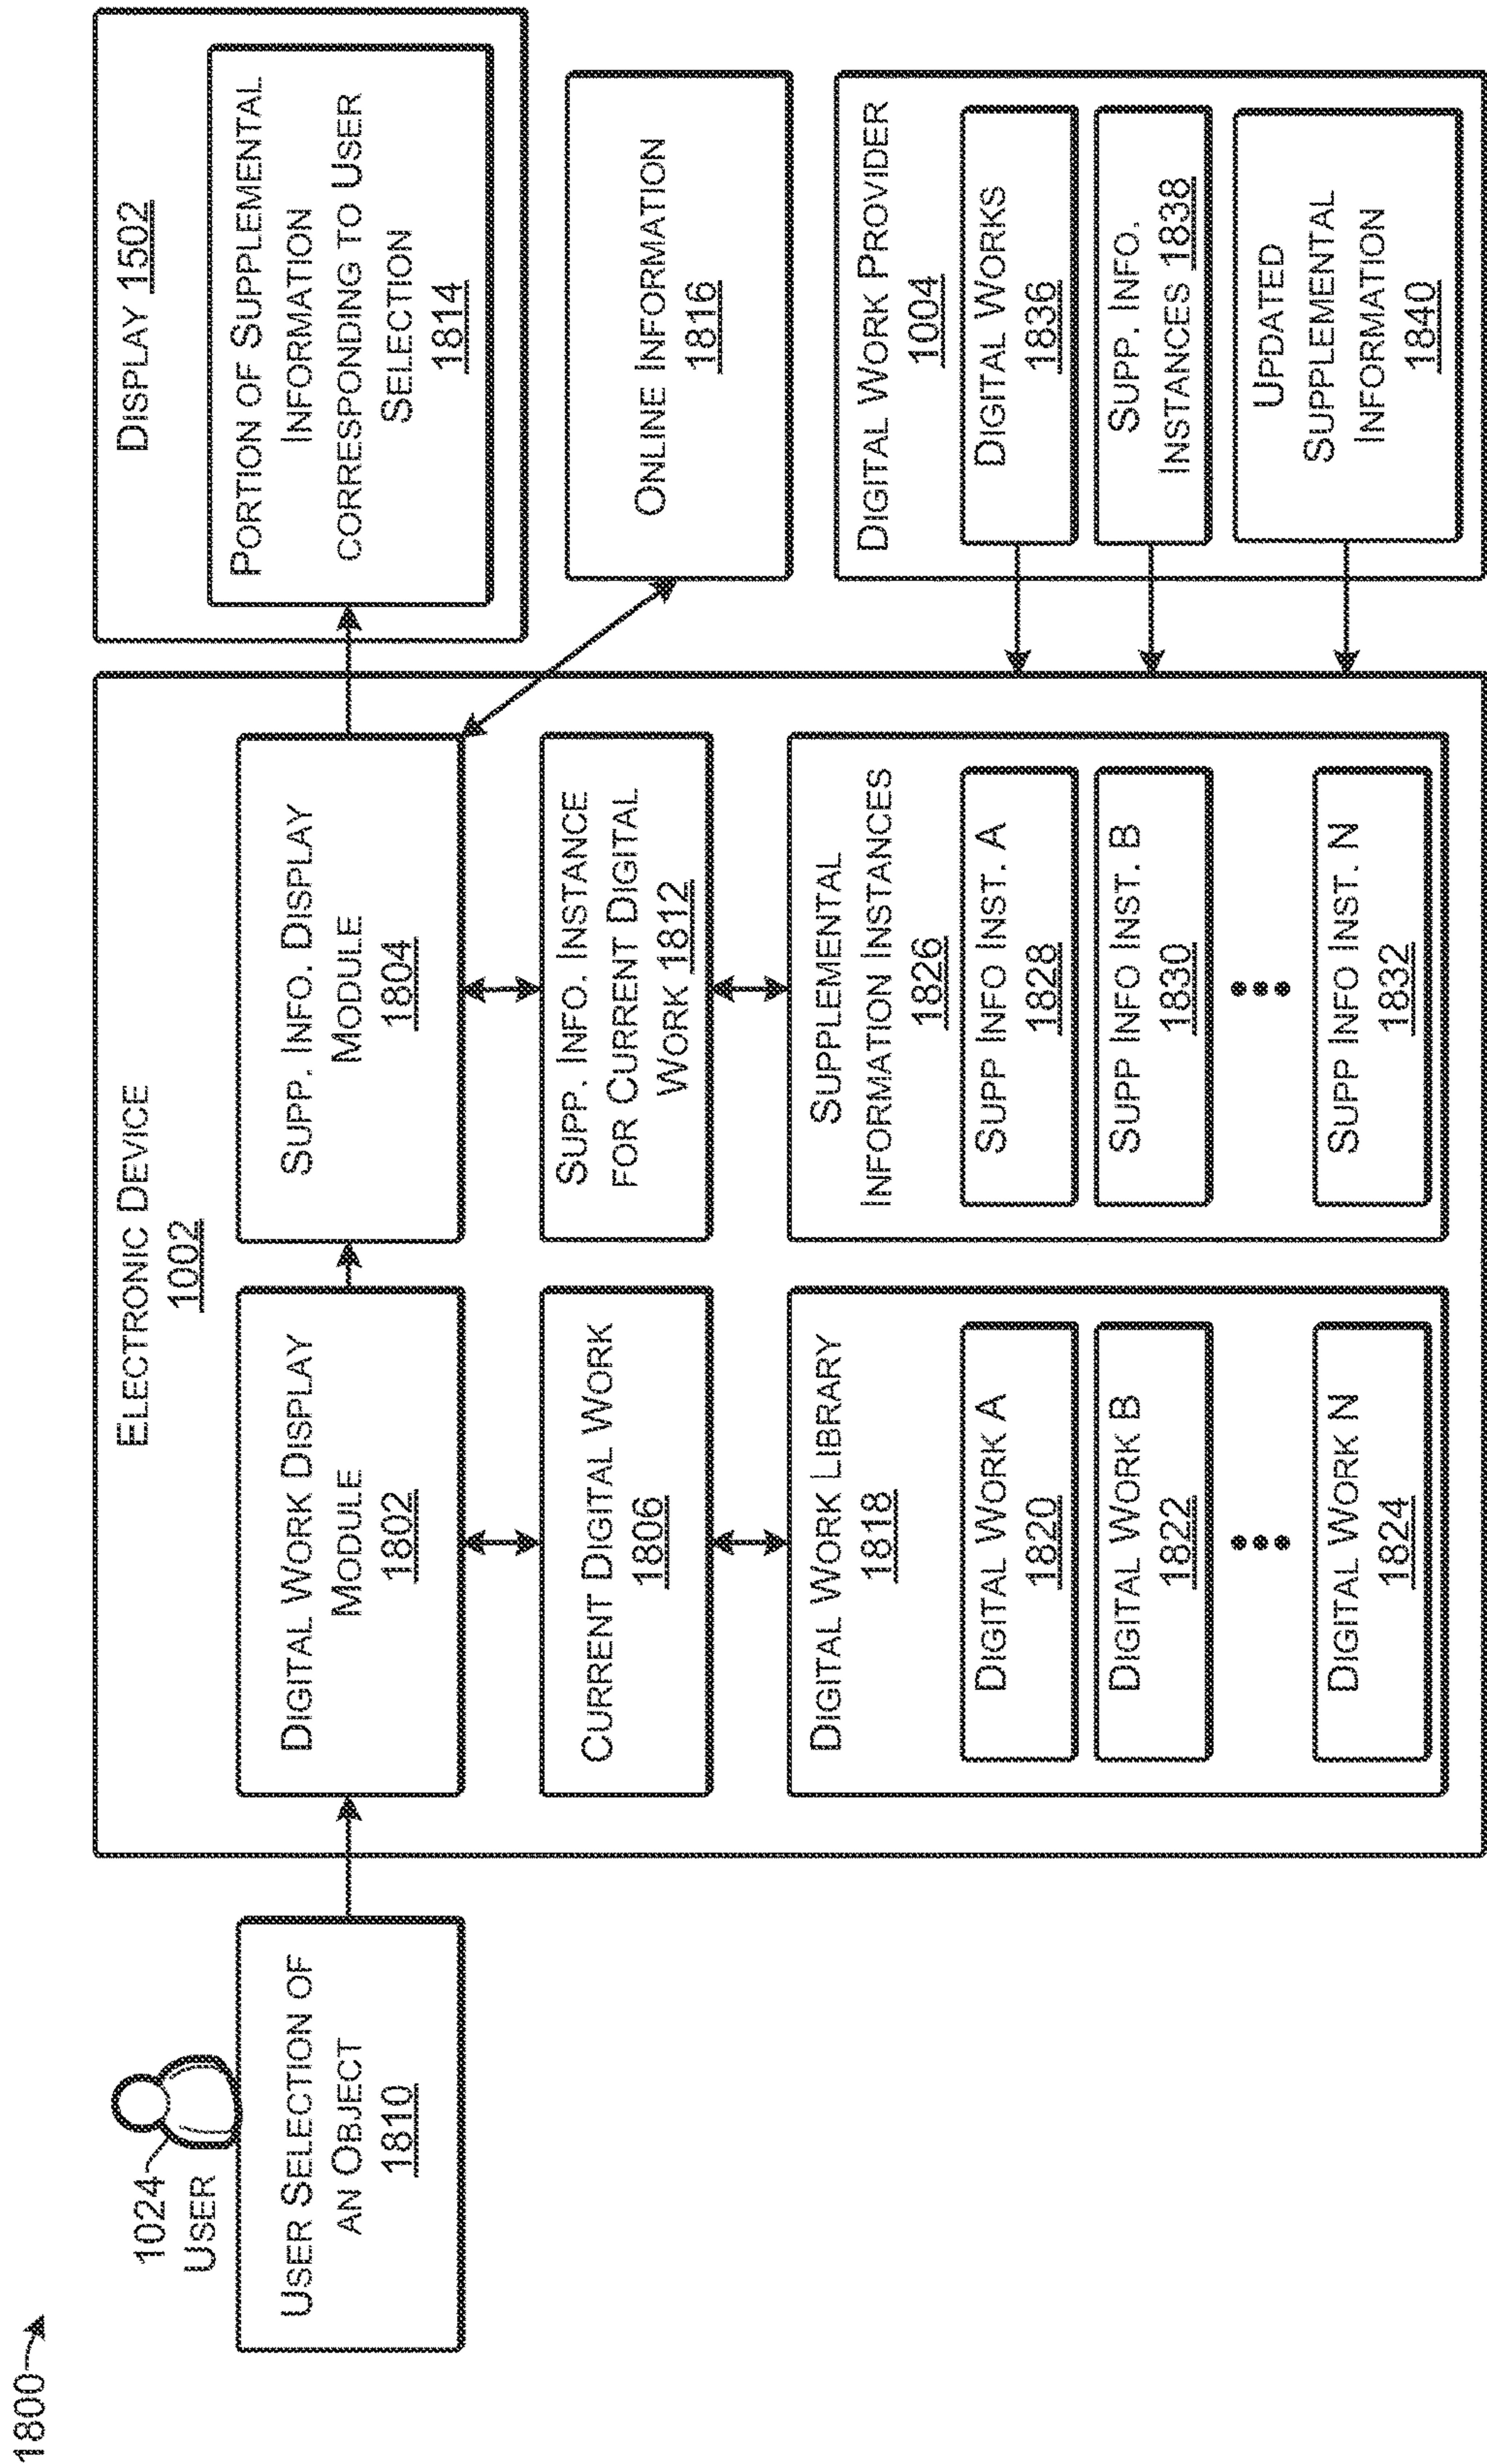 1800
1024
USER
USER SELECTION OF
AN OBJECT
1810
ELECTRONIC DEVICE
1002
DIGITAL WORK DISPLAY
MODULE
1802
SUPP. INFO. DISPLAY
MODULE
1804
CURRENT DIGITAL WORK
1806
SUPP. INFO. INSTANCE
FOR CURRENT DIGITAL
WORK 1812
DIGITAL WORK LIBRARY
1818
DIGITAL WORK A
1820
DIGITAL WORK B
1822
DIGITAL WORK N
1824
SUPPLEMENTAL
INFORMATION INSTANCES
1826
SUPP INFO INST. A
1828
SUPP INFO INST. B
1830
SUPP INFO INST. N
1832
DISPLAY 1502
PORTION OF SUPPLEMENTAL
INFORMATION
CORRESPONDING TO USER
SELECTION
1814
ONLINE INFORMATION
1816
DIGITAL WORK PROVIDER
1004
DIGITAL WORKS
1836
SUPP. INFO.
INSTANCES 1838
UPDATED
SUPPLEMENTAL
INFORMATION
1840